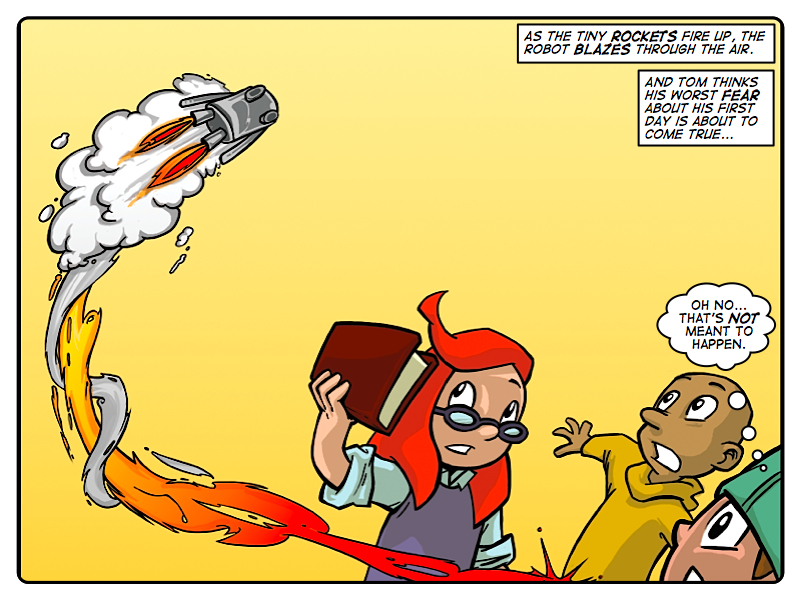 AS THE TINY ROCKETS FIRE UP, THE
ROBOT BLAZES THROUGH THE AIR.
AND TOM THINKS
HIS WORST FEAR
ABOUT HIS FIRST
DAY IS ABOUT TO
COME TRUE...
OH NO...
THAT'S NOT
MEANT TO
HAPPEN.